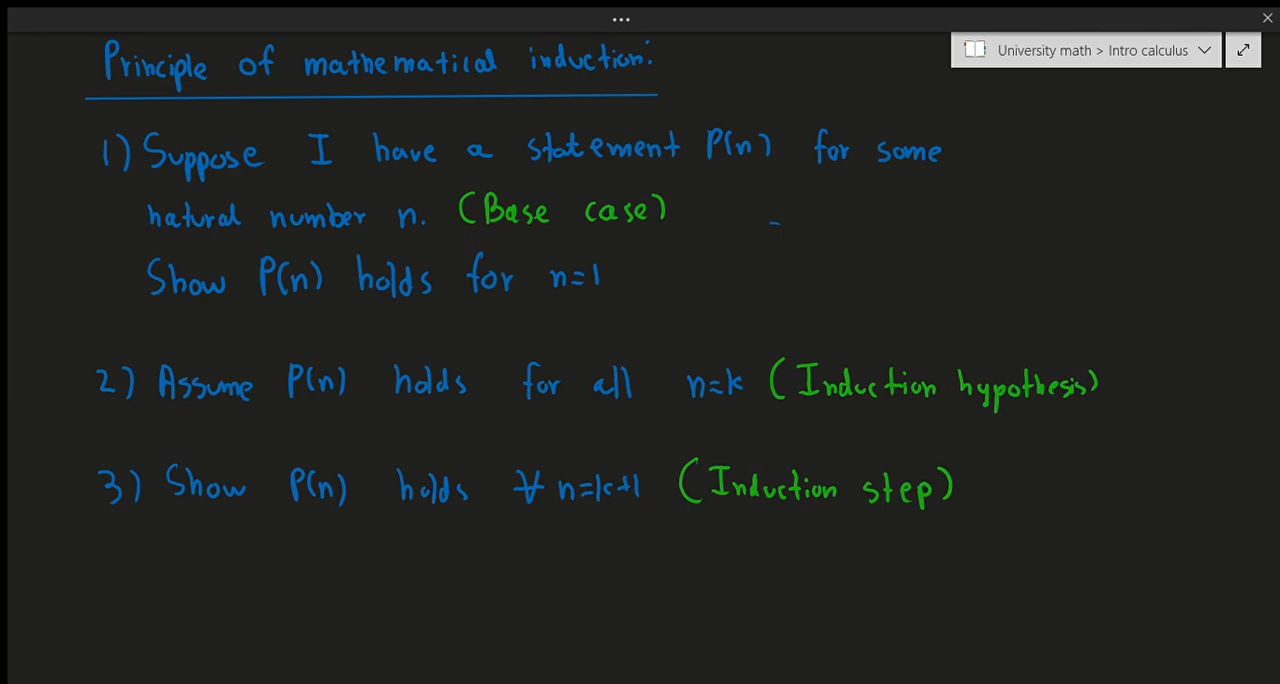 University math > Intro calculus
Principle of mathematical induction:
1) Suppose I have a statement P(n) for some
natural number n. (Base case)
Show P(n) holds for n=1
2) Assume P(n) holds for all n=k (Induction hypothesis)
3) Show P(n) holds ∀ n=k+1 (Induction step)